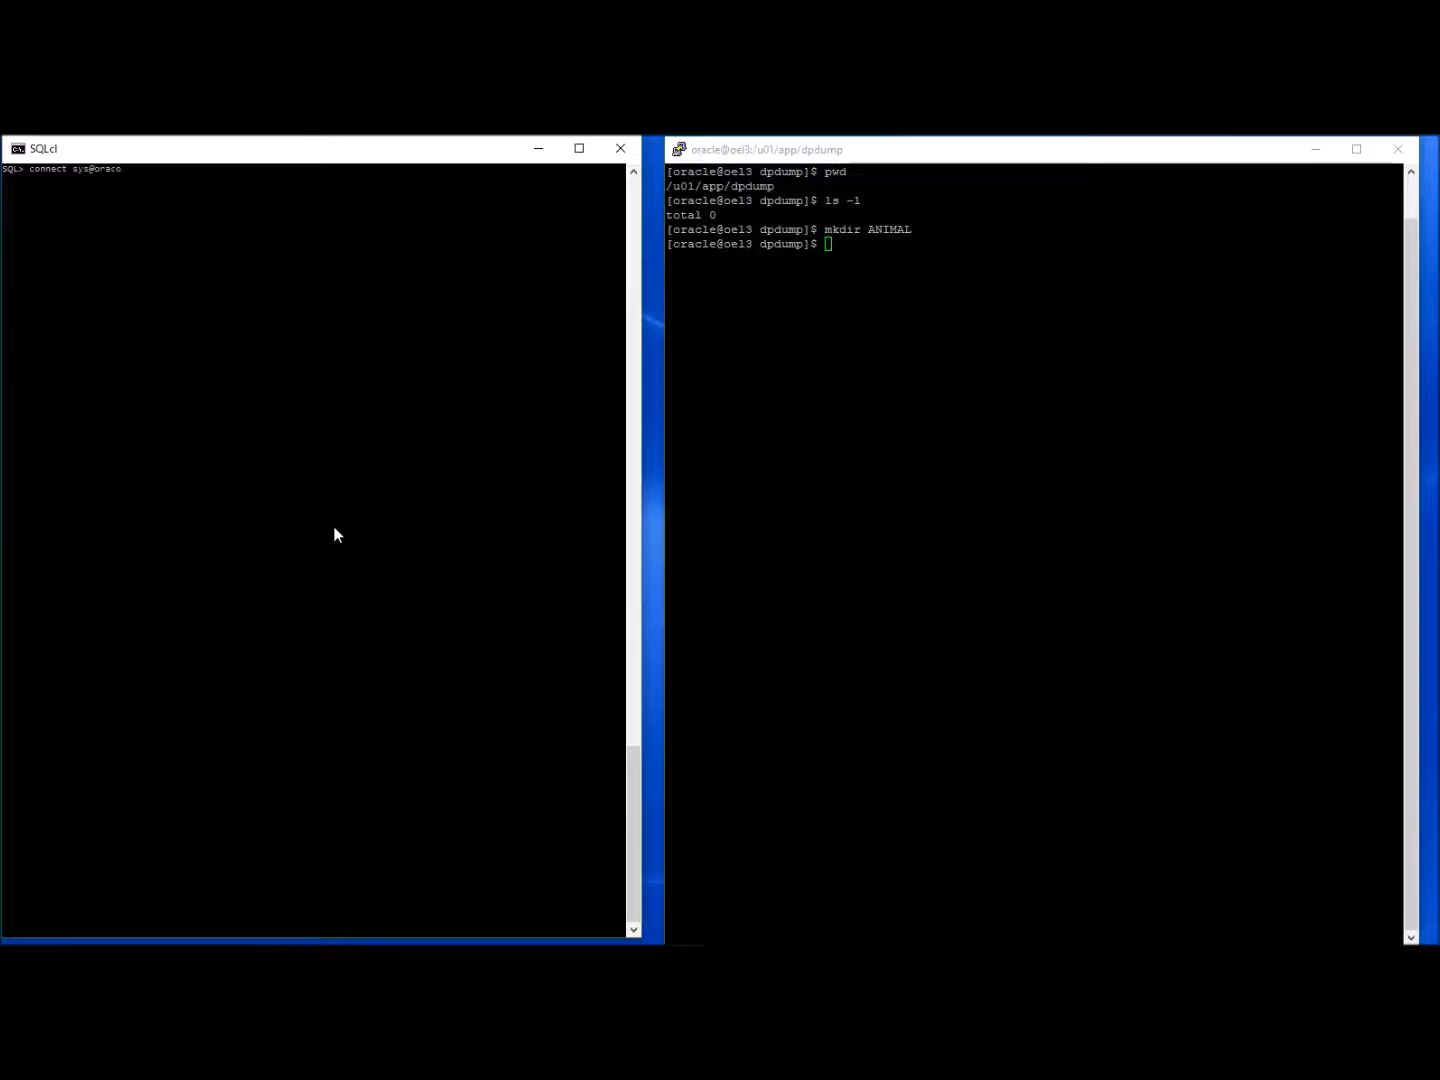 SQLcl
SQL> connect sys@oraco
oracle@oel3:/u01/app/dpdump
[oracle@oel3 dpdump]$ pwd
/u01/app/dpdump
[oracle@oel3 dpdump]$ ls -l
total 0
[oracle@oel3 dpdump]$ mkdir ANIMAL
[oracle@oel3 dpdump]$